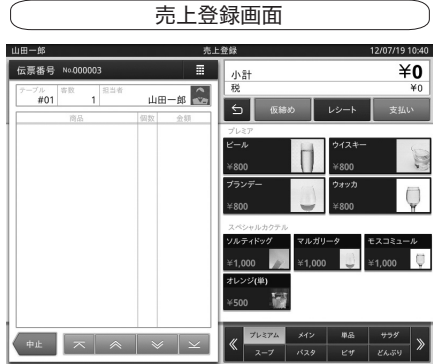 売上登録画面
山田一郎 売上登録 12/07/19 10:40
伝票番号 No.000003
テーブル 客数 担当者
#01 1 山田一郎
商品 個数 金額
中止
小計 ¥0
税 ¥0
仮締め レシート 支払い
プレミア
ビール ウイスキー
¥800 ¥800
ブランデー ウォッカ
¥800 ¥800
スペシャルカクテル
ソルティドッグ マルガリータ モスコミュール
¥1,000 ¥1,000 ¥1,000
オレンジ(単)
¥500
プレミアム メイン 単品 サラダ
スープ パスタ ピザ どんぶり